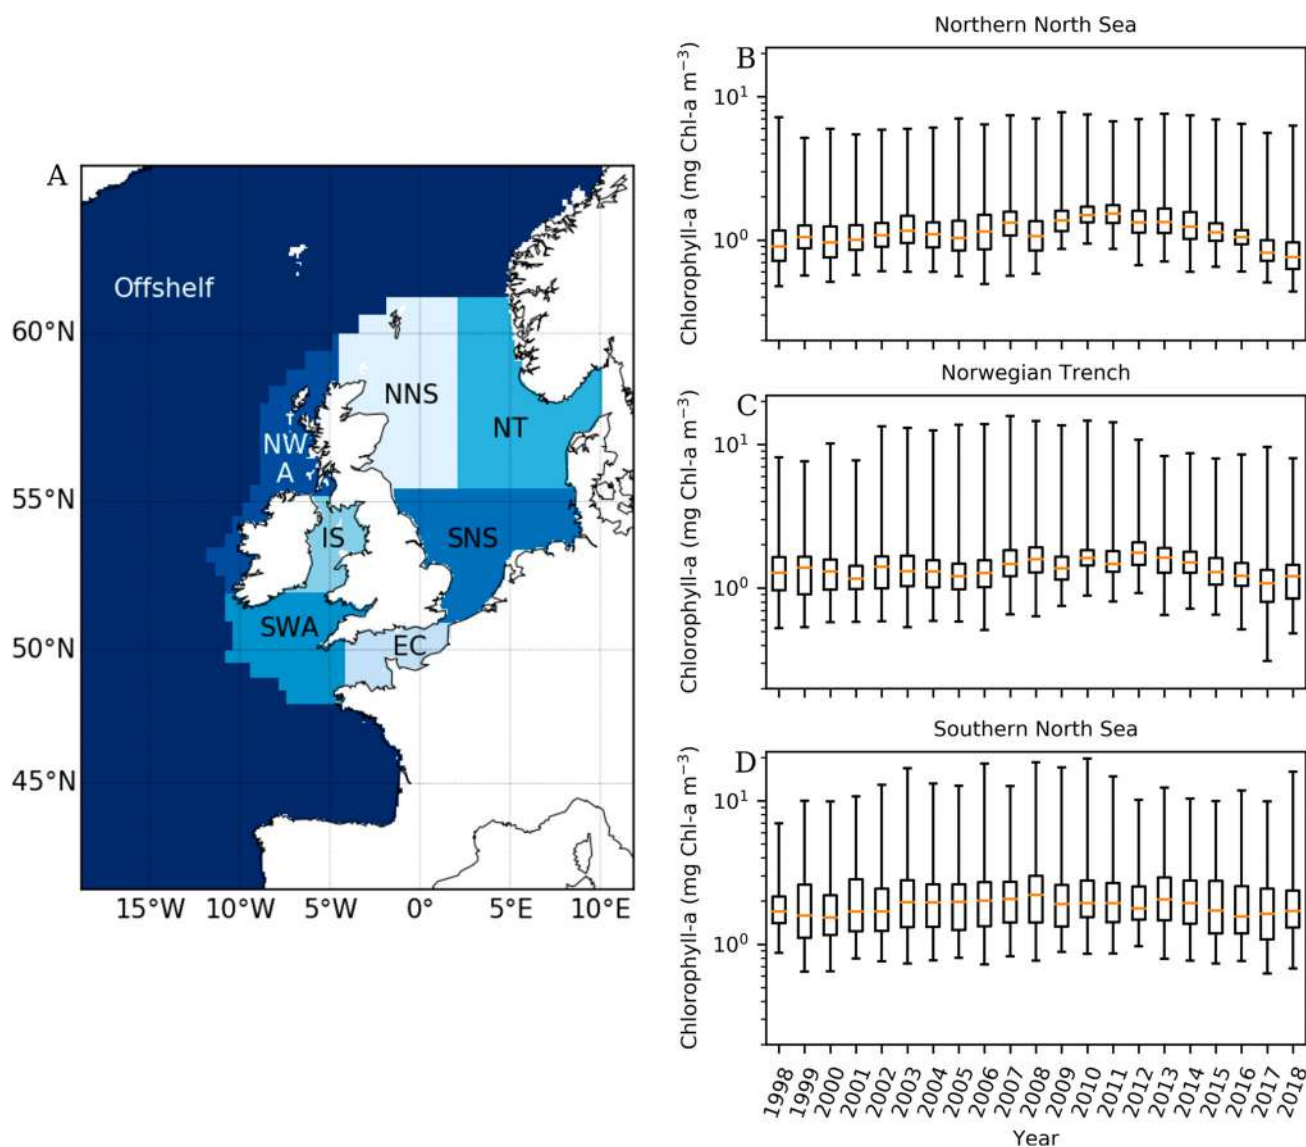 A
Offshelf
NNS
NT
NW
A
IS
SNS
SWA
EC
60°N
55°N
50°N
45°N
15°W
10°W
5°W
0°
5°E
10°E
Northern North Sea
B
Chlorophyll-a (mg Chl-a m⁻³)
10¹
10⁰
Norwegian Trench
C
Chlorophyll-a (mg Chl-a m⁻³)
10¹
10⁰
Southern North Sea
D
Chlorophyll-a (mg Chl-a m⁻³)
10¹
10⁰
1998
1999
2000
2001
2002
2003
2004
2005
2006
2007
2008
2009
2010
2011
2012
2013
2014
2015
2016
2017
2018
Year